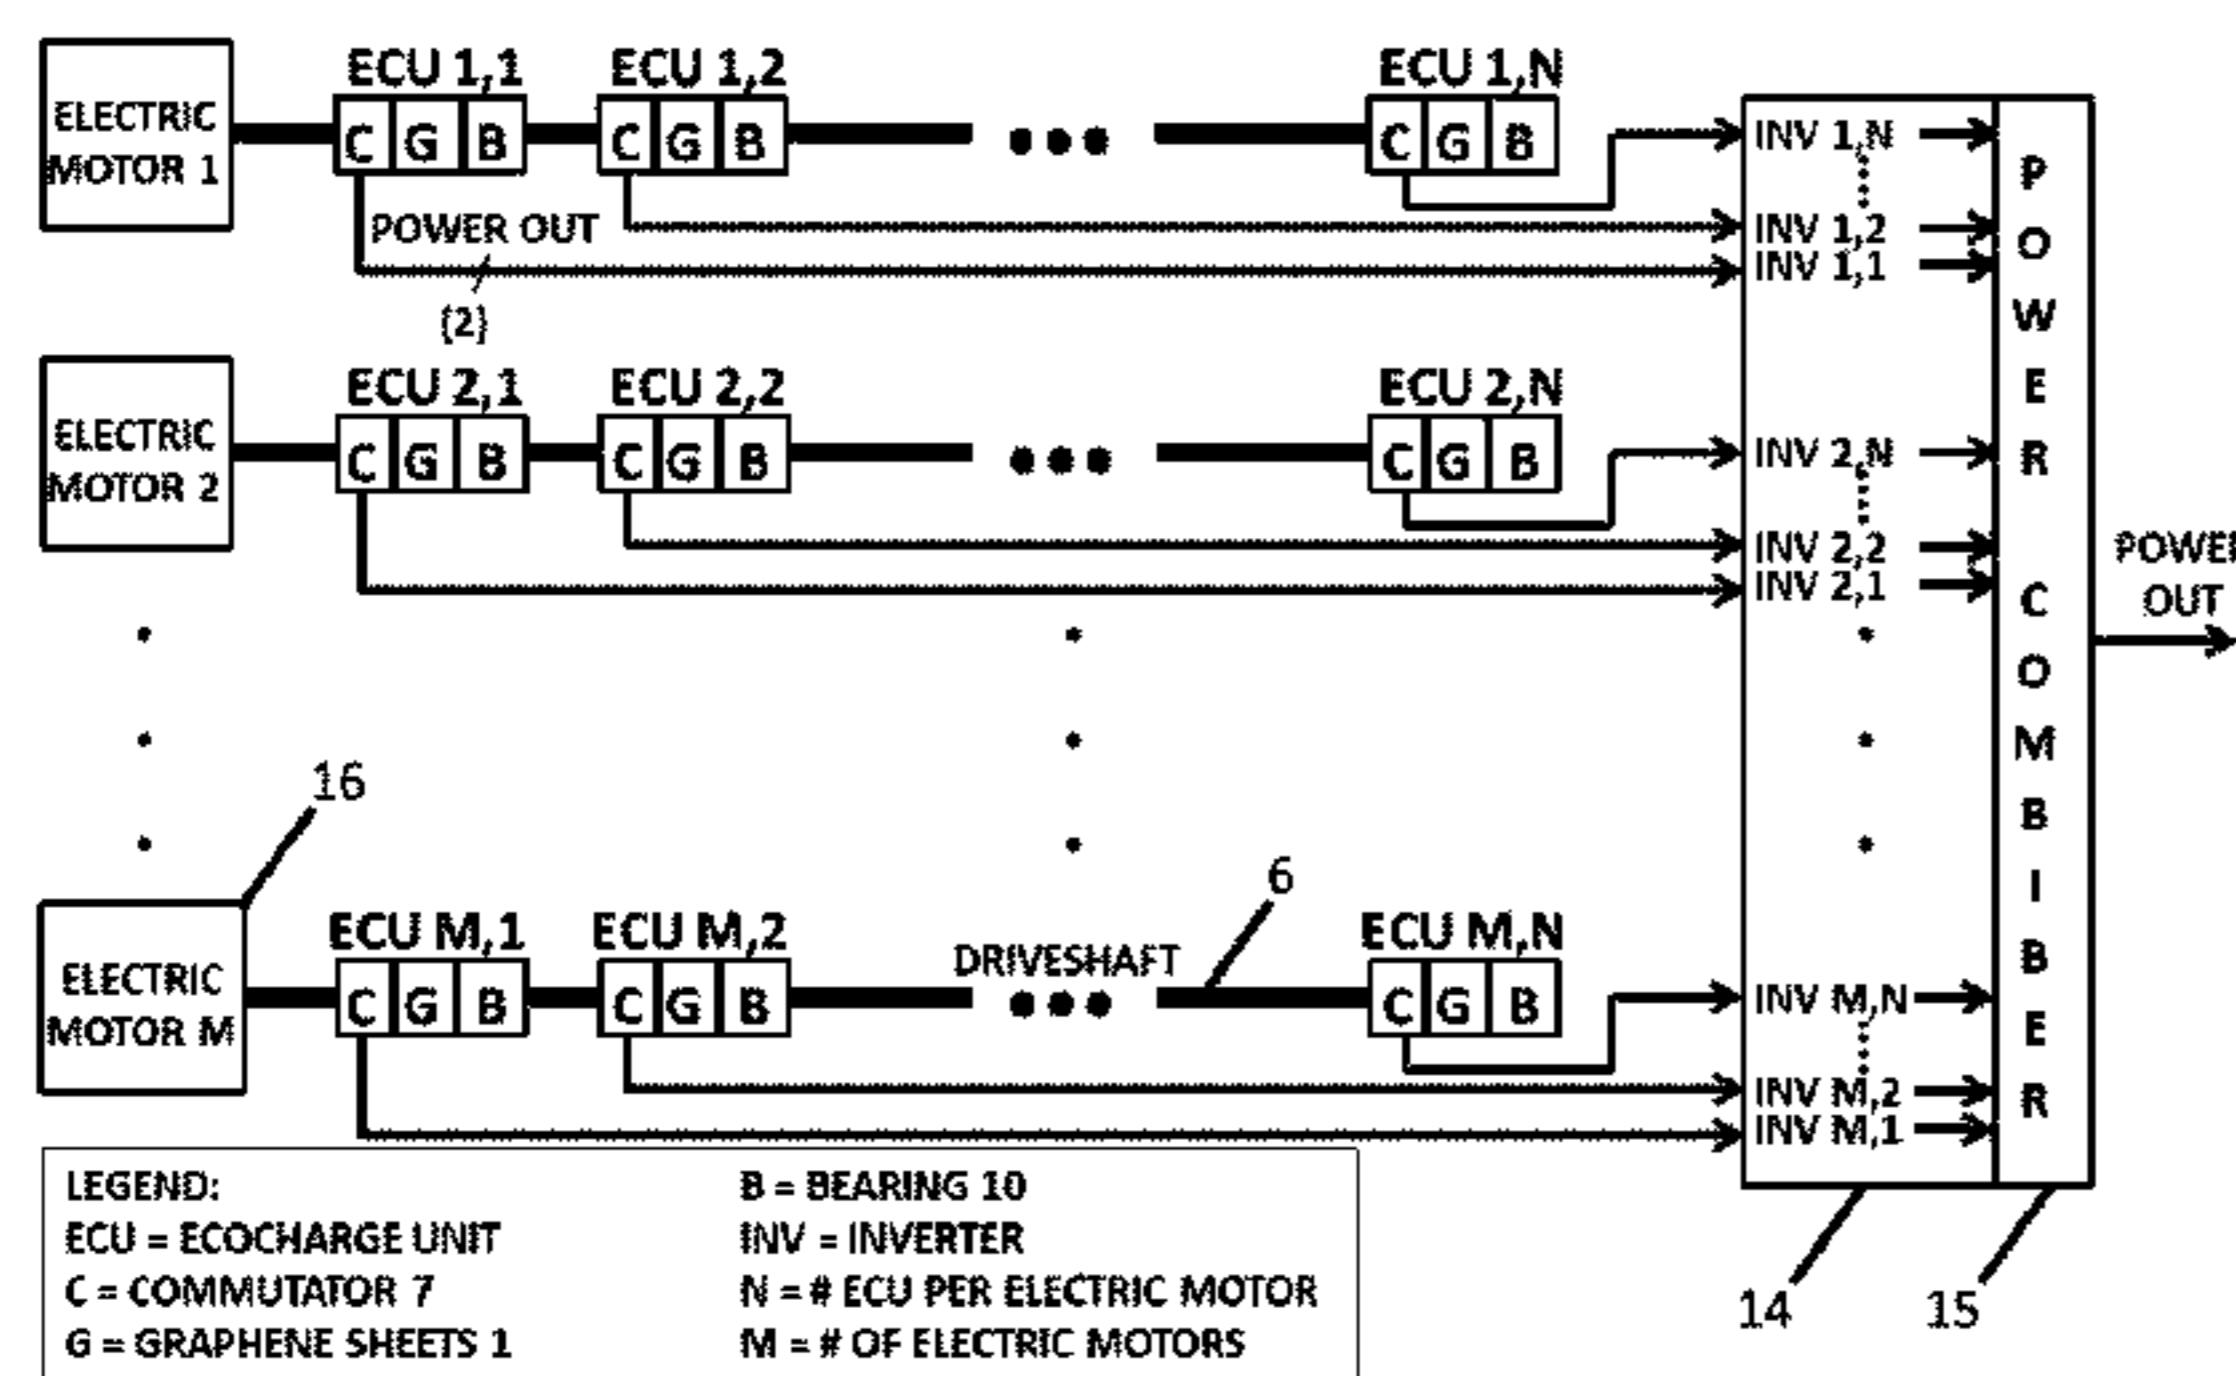 ECU 1,1 ECU 1,2 ECU 1,N
ELECTRIC
MOTOR 1
C G B C G B C G B
INV 1,N
POWER OUT
INV 1,2
INV 1,1
(2)
ECU 2,1 ECU 2,2 ECU 2,N
ELECTRIC
MOTOR 2
C G B C G B C G B
INV 2,N
INV 2,2
INV 2,1
POWER COMBIBER
POWER
OUT
16
6
ECU M,1 ECU M,2 ECU M,N
DRIVESHAFT
ELECTRIC
MOTOR M
C G B C G B C G B
INV M,N
INV M,2
INV M,1
14 15
LEGEND:
ECU = ECOCHARGE UNIT
C = COMMUTATOR 7
G = GRAPHENE SHEETS 1
B = BEARING 10
INV = INVERTER
N = # ECU PER ELECTRIC MOTOR
M = # OF ELECTRIC MOTORS